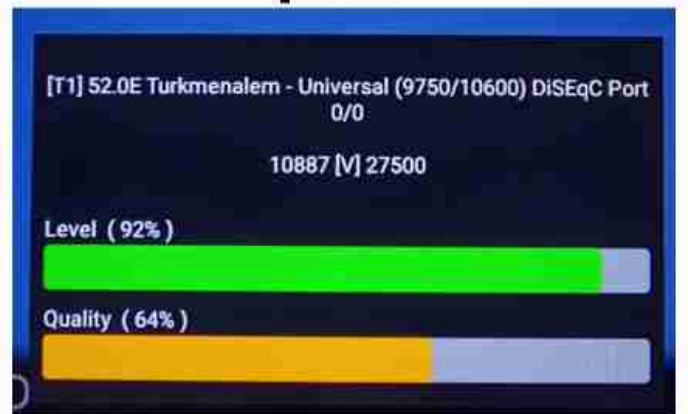 [T1] 52.0E Turkmenalem - Universal (9750/10600) DiSEqC Port
0/0
10887 [V] 27500
Level ( 92% )
Quality ( 64% )